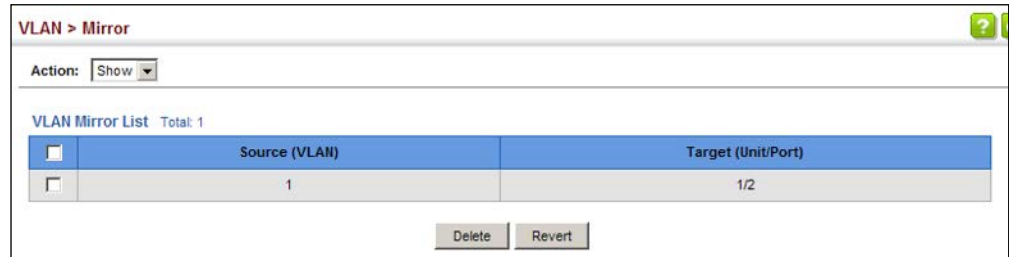 VLAN > Mirror
?
Action: Show
VLAN Mirror List Total: 1
Source (VLAN) Target (Unit/Port)
1 1/2
Delete Revert